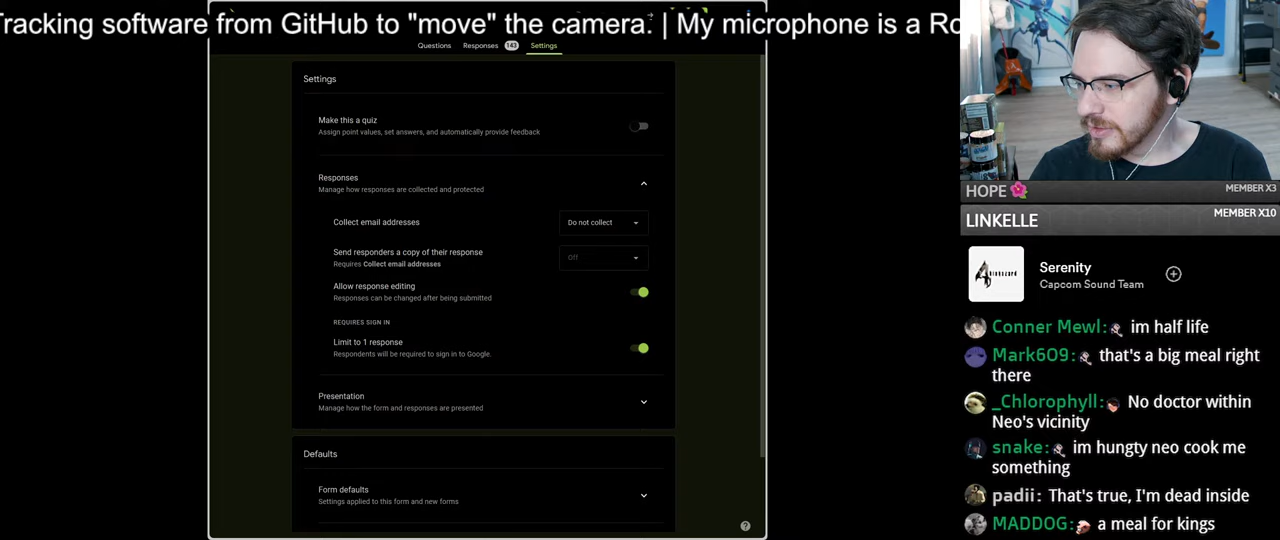 Tracking software from GitHub to "move" the camera. | My microphone is a Ro
Questions Responses 143 Settings
Settings
Make this a quiz
Assign point values, set answers, and automatically provide feedback
Responses
Manage how responses are collected and protected
Collect email addresses
Do not collect
Send responders a copy of their response
Requires Collect email addresses
Off
Allow response editing
Responses can be changed after being submitted
REQUIRES SIGN IN
Limit to 1 response
Respondents will be required to sign in to Google.
Presentation
Manage how the form and responses are presented
Defaults
Form defaults
Settings applied to this form and new forms
HOPE 🌺 MEMBER X3
LINKELLE MEMBER X10
Serenity
Capcom Sound Team
Conner Mewl: im half life
Mark609: that's a big meal right
there
_Chlorophyll: No doctor within
Neo's vicinity
snake: im hungty neo cook me
something
padii: That's true, I'm dead inside
MADDOG: a meal for kings